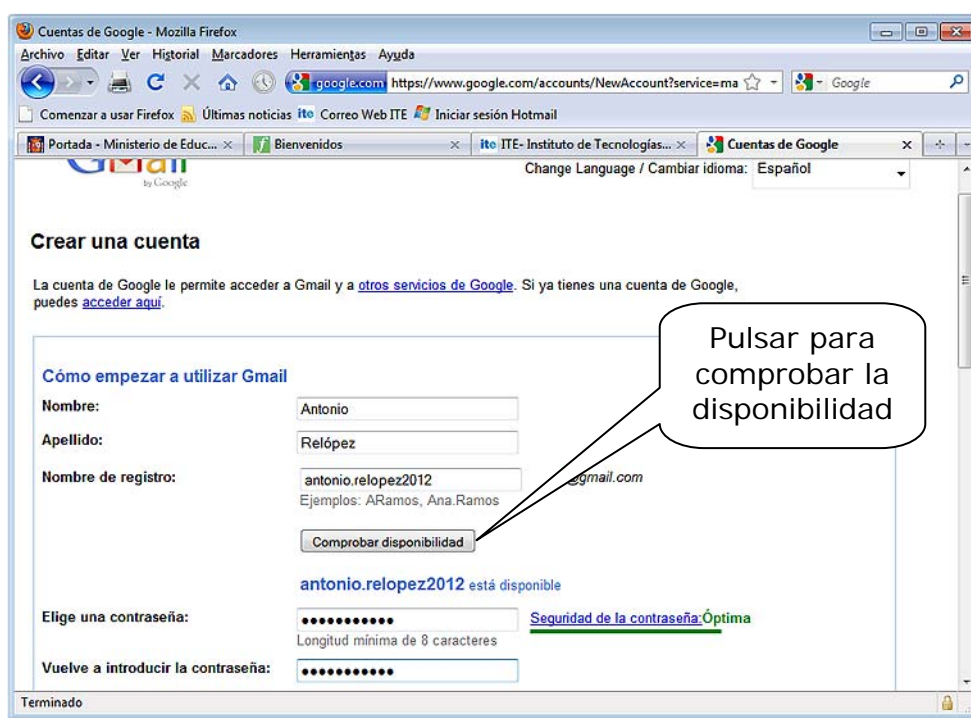 Cuentas de Google - Mozilla Firefox
Archivo Editar Ver Historial Marcadores Herramientas Ayuda
google.com https://www.google.com/accounts/NewAccount?service=ma Google
Comenzar a usar Firefox Últimas noticias ite Correo Web ITE Iniciar sesión Hotmail
Portada - Ministerio de Educ... Bienvenidos ite ITE- Instituto de Tecnologías... Cuentas de Google
GMail Change Language / Cambiar idioma: Español
by Google
Crear una cuenta
La cuenta de Google le permite acceder a Gmail y a otros servicios de Google. Si ya tienes una cuenta de Google,
puedes acceder aquí.
Pulsar para
comprobar la
disponibilidad
Cómo empezar a utilizar Gmail
Nombre: Antonio
Apellido: Relópez
Nombre de registro: antonio.relopez2012 @gmail.com
Ejemplos: ARamos, Ana.Ramos
Comprobar disponibilidad
antonio.relopez2012 está disponible
Elige una contraseña: ●●●●●●●●●●● Seguridad de la contraseña:Óptima
Longitud mínima de 8 caracteres
Vuelve a introducir la contraseña: ●●●●●●●●●●●
Terminado